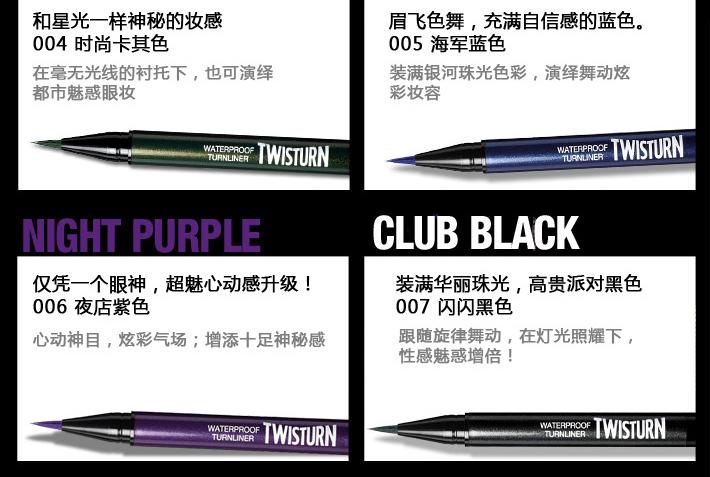 和星光一样神秘的妆感
004 时尚卡其色
在毫无光线的衬托下，也可演绎
都市魅感眼妆
WATERPROOF
TURNLINER TWISTURN
眉飞色舞，充满自信感的蓝色。
005 海军蓝色
装满银河珠光色彩，演绎舞动炫
彩妆容
WATERPROOF
TURNLINER TWISTURN
NIGHT PURPLE
仅凭一个眼神，超魅心动感升级！
006 夜店紫色
心动神目，炫彩气场；增添十足神秘感
WATERPROOF
TURNLINER TWISTURN
CLUB BLACK
装满华丽珠光，高贵派对黑色
007 闪闪黑色
跟随旋律舞动，在灯光照耀下，
性感魅惑增倍！
WATERPROOF
TURNLINER TWISTURN